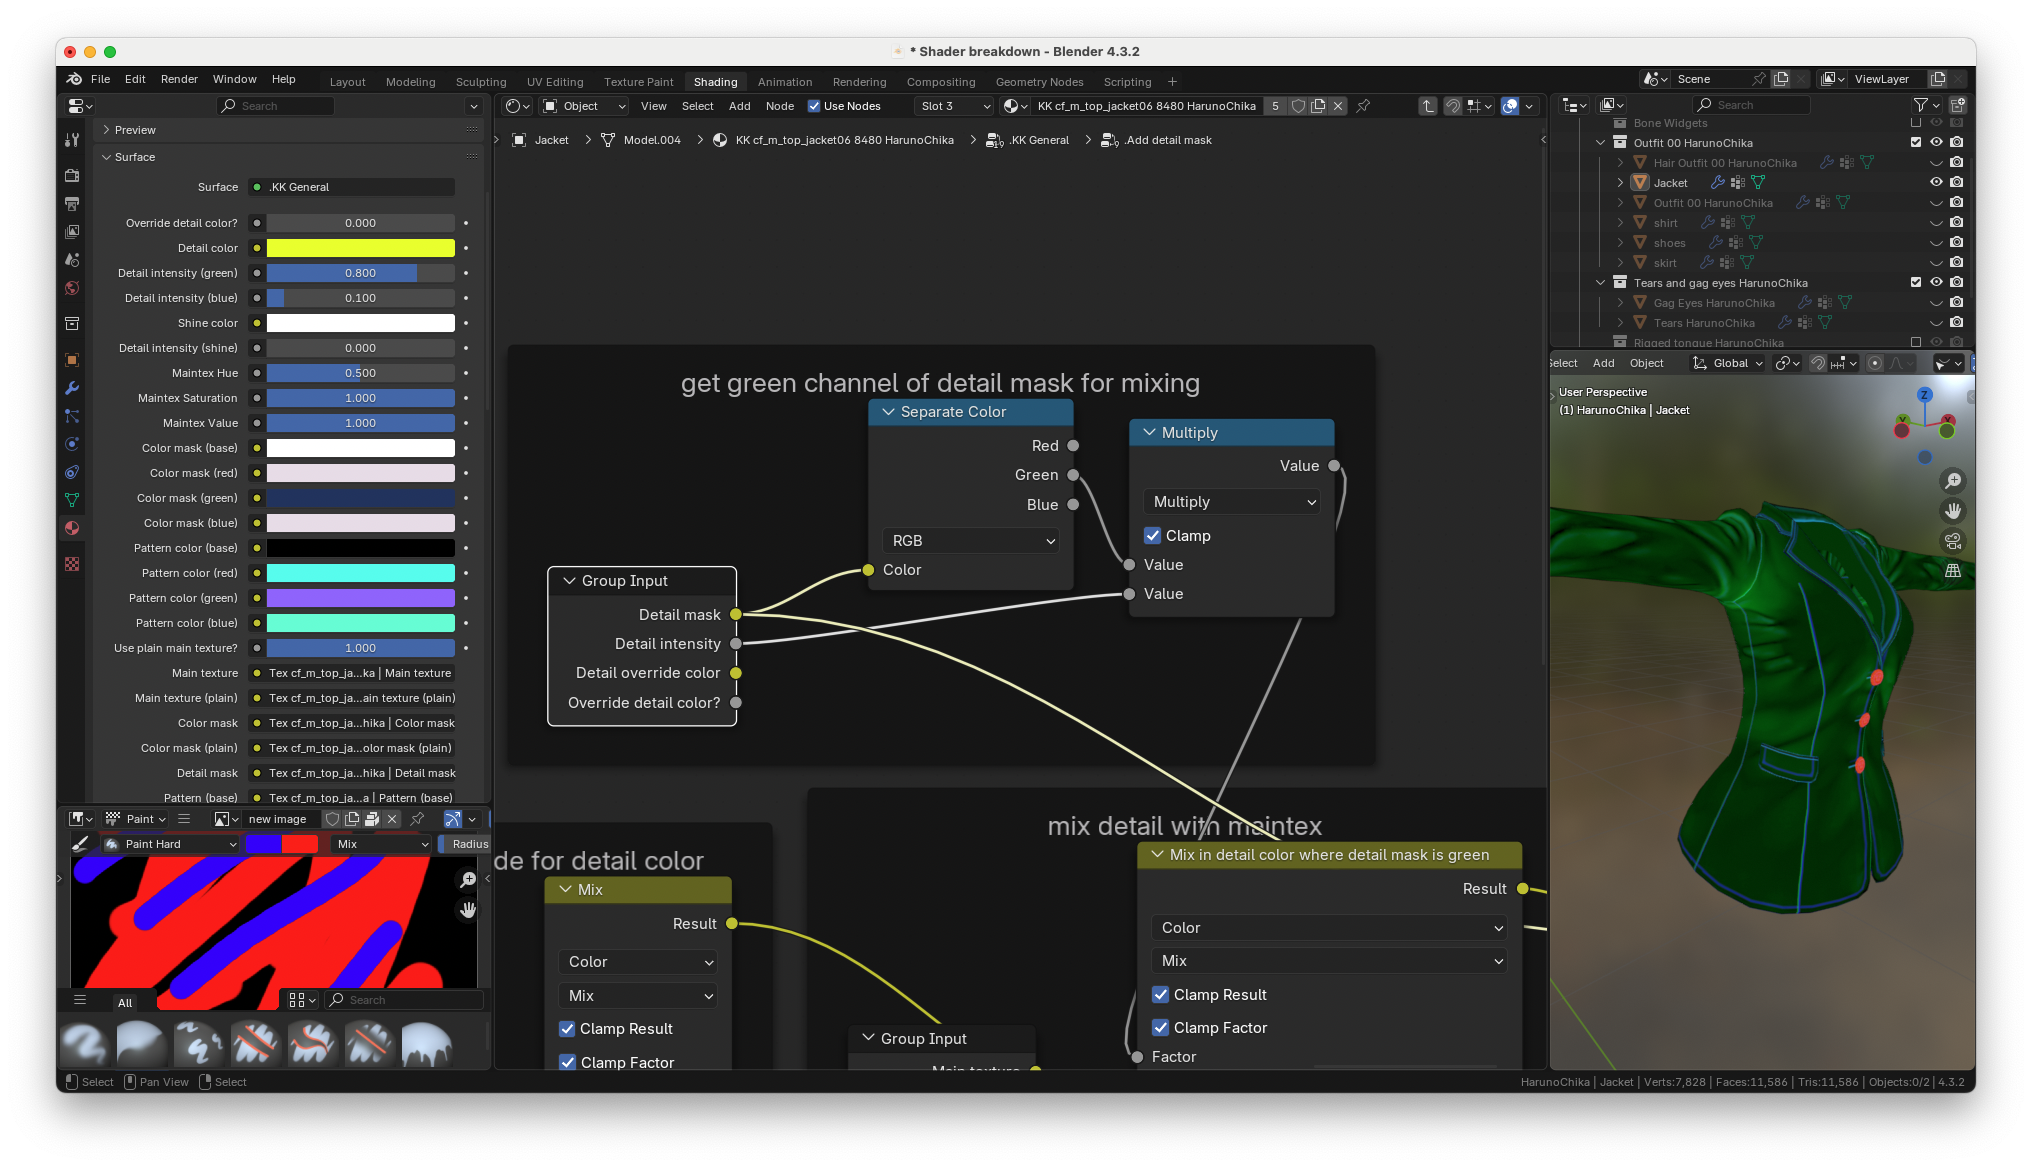 * Shader breakdown - Blender 4.3.2
File Edit Render Window Help
Layout Modeling Sculpting UV Editing Texture Paint Shading Animation Rendering Compositing Geometry Nodes Scripting +
Scene ViewLayer
Search
Preview
Surface
Surface .KK General
Override detail color? 0.000
Detail color
Detail intensity (green) 0.800
Detail intensity (blue) 0.100
Shine color
Detail intensity (shine) 0.000
Maintex Hue 0.500
Maintex Saturation 1.000
Maintex Value 1.000
Color mask (base)
Color mask (red)
Color mask (green)
Color mask (blue)
Pattern color (base)
Pattern color (red)
Pattern color (green)
Pattern color (blue)
Use plain main texture? 1.000
Main texture Tex cf_m_top_ja...ka | Main texture
Main texture (plain) Tex cf_m_top_ja...ain texture (plain)
Color mask Tex cf_m_top_ja...hika | Color mask
Color mask (plain) Tex cf_m_top_ja...olor mask (plain)
Detail mask Tex cf_m_top_ja...hika | Detail mask
Pattern (base) Tex cf_m_top_ja...a | Pattern (base)
Paint new image
Paint Hard Mix Radius
All Search
Object View Select Add Node Use Nodes Slot 3 KK cf_m_top_jacket06 8480 HarunoChika 5
Jacket Model.004 KK cf_m_top_jacket06 8480 HarunoChika .KK General .Add detail mask
get green channel of detail mask for mixing
Separate Color
Red
Green
Blue
RGB
Color
Multiply
Value
Multiply
Clamp
Value
Value
Group Input
Detail mask
Detail intensity
Detail override color
Override detail color?
de for detail color
Mix
Result
Color
Mix
Clamp Result
Clamp Factor
mix detail with maintex
Mix in detail color where detail mask is green
Result
Color
Mix
Clamp Result
Clamp Factor
Factor
Group Input
Main texture
Search
Bone Widgets
Outfit 00 HarunoChika
Hair Outfit 00 HarunoChika
Jacket
Outfit 00 HarunoChika
shirt
shoes
skirt
Tears and gag eyes HarunoChika
Gag Eyes HarunoChika
Tears HarunoChika
Rigged tongue HarunoChika
Select Add Object Global
User Perspective
(1) HarunoChika | Jacket
Z
Y
X
Select Pan View Select
HarunoChika | Jacket | Verts:7,828 | Faces:11,586 | Tris:11,586 | Objects:0/2 | 4.3.2